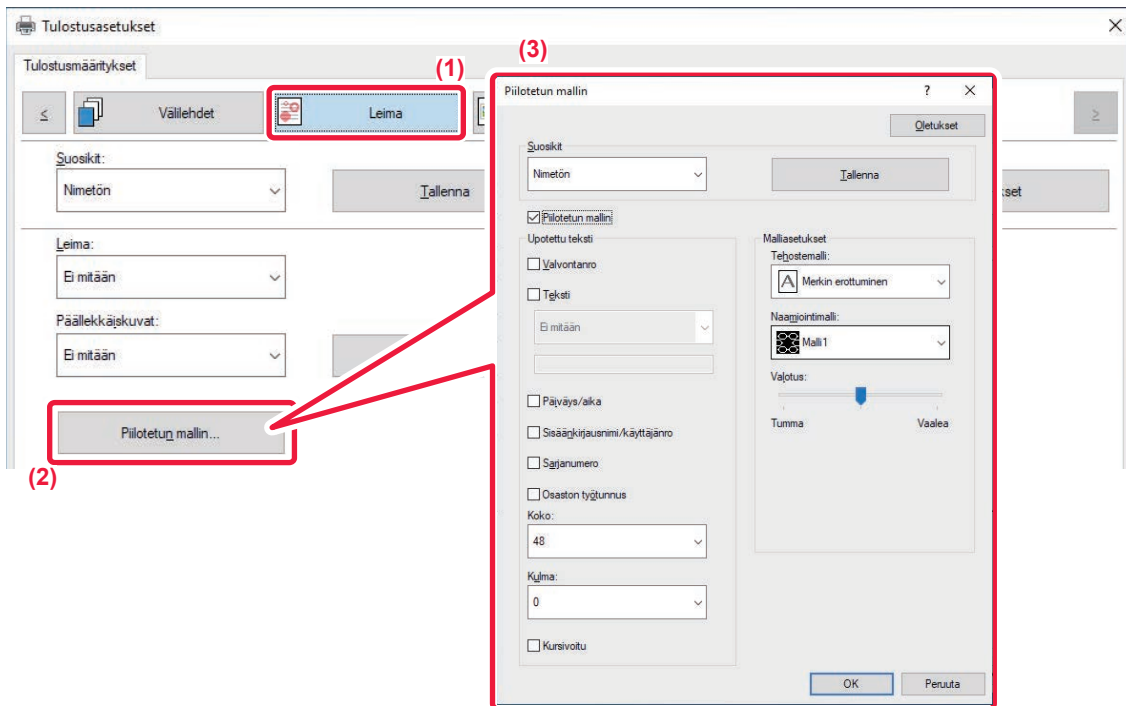 Tulostusasetukset
Tulostusmääritykset
(1)
(3)
≤
Välilehdet
Leima
≥
Suosikit:
Nimetön
Tallenna
set
Leima:
Ei mitään
Päällekkäiskuvat:
Ei mitään
Piilotetun mallin...
(2)
Piilotetun mallin
?
Oletukset
Suosikit
Nimetön
Tallenna
Piilotetun mallin
Upotettu teksti
Valvontanro
Teksti
Ei mitään
Päiväys/aika
Sisäänkirjausnimi/käyttäjänro
Sarjanumero
Osaston työtunnus
Koko:
48
Kulma:
0
Kursivoitu
Malliasetukset
Tehostemalli:
A Merkin erottuminen
Naamiointimalli:
Malli1
Valotus:
Tumma Vaalea
OK
Peruuta